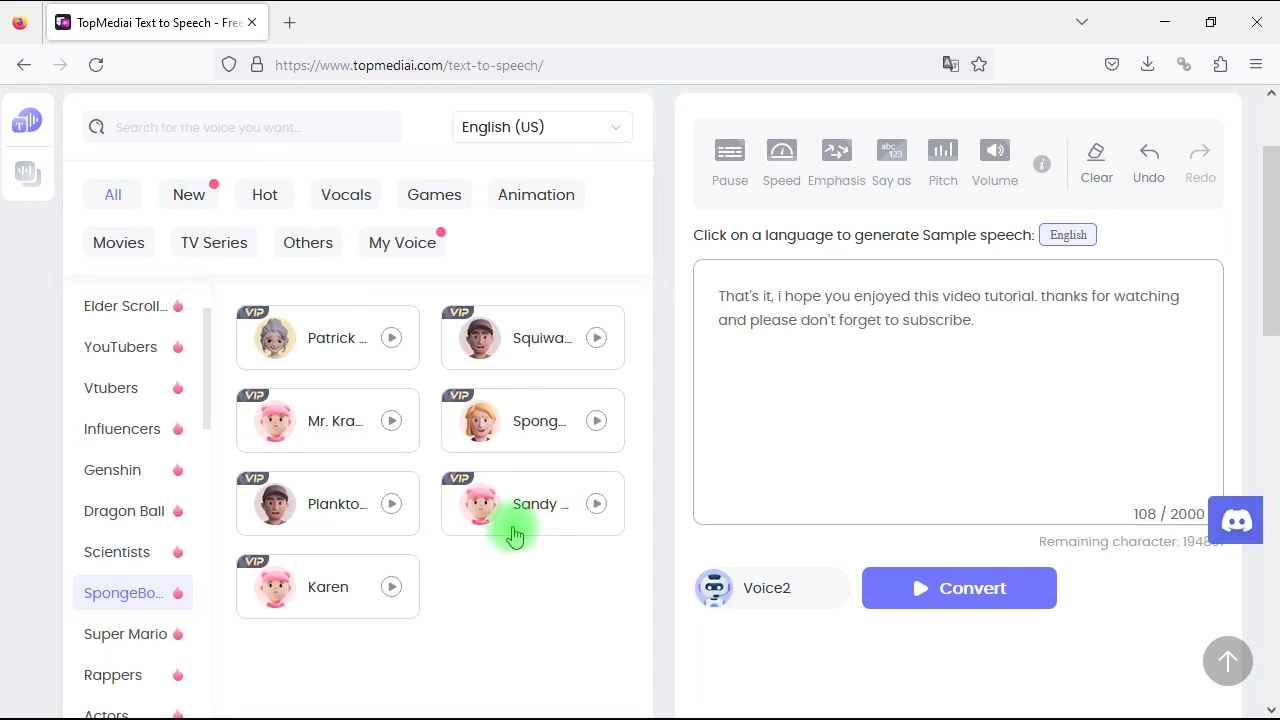 TopMediai Text to Speech - Free
https://www.topmediai.com/text-to-speech/
Search for the voice you want...
English (US)
All
New
Hot
Vocals
Games
Animation
Movies
TV Series
Others
My Voice
Elder Scroll...
YouTubers
Vtubers
Influencers
Genshin
Dragon Ball
Scientists
SpongeBo...
Super Mario
Rappers
Actors
VIP
Patrick ...
VIP
Squiwa...
VIP
Mr. Kra...
VIP
Spong...
VIP
Plankto...
VIP
Sandy ...
VIP
Karen
Pause
Speed
Emphasis
abc
123
Say as
Pitch
Volume
Clear
Undo
Redo
Click on a language to generate Sample speech:
English
That's it, i hope you enjoyed this video tutorial. thanks for watching
and please don't forget to subscribe.
108 / 2000
Remaining character:
Voice2
Convert